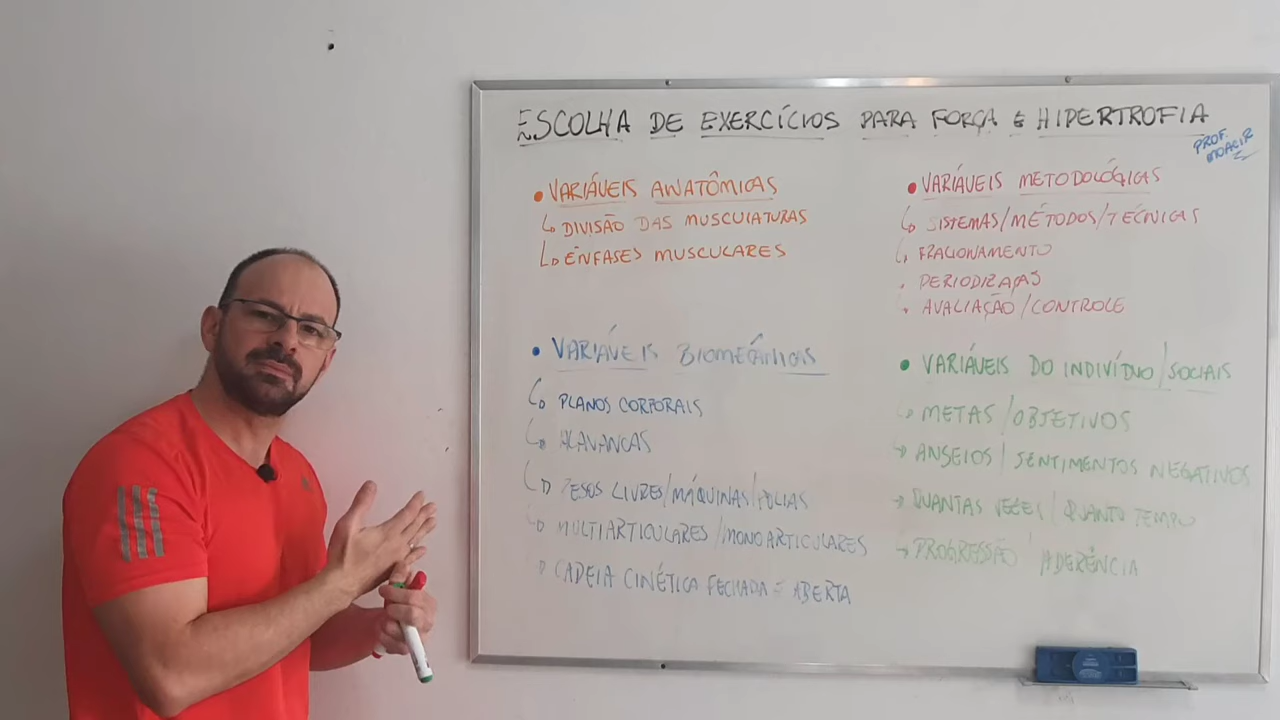 ESCOLHA DE EXERCÍCIOS PARA FORÇA E HIPERTROFIA
PROF. MOACIR
• VARIÁVEIS ANATÔMICAS
DIVISÃO DAS MUSCULATURAS
ÊNFASES MUSCULARES
• VARIÁVEIS METODOLÓGICAS
SISTEMAS/MÉTODOS/TÉCNICAS
FRACIONAMENTO
PERIODIZAÇÃO
AVALIAÇÃO/CONTROLE
• VARIÁVEIS BIOMECÂNICAS
PLANOS CORPORAIS
ALAVANCAS
PESOS LIVRES/MÁQUINAS/POLIAS
MULTIARTICULARES/MONOARTICULARES
CADEIA CINÉTICA FECHADA E ABERTA
• VARIÁVEIS DO INDIVÍDUO/SOCIAIS
METAS/OBJETIVOS
ANSEIOS/SENTIMENTOS NEGATIVOS
QUANTAS VEZES/QUANTO TEMPO
PROGRESSÃO ADERÊNCIA